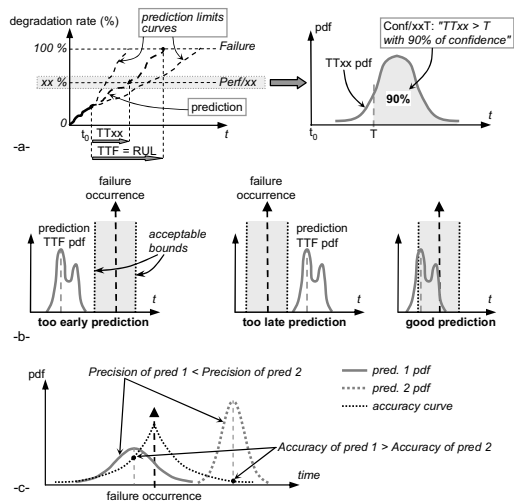 degradation rate (%)
prediction limits
curves
100 %
Failure
xx %
Perf/xx
prediction
0
t
t0
TTxx
TTF = RUL
-a-
pdf
Conf/xxT: "TTxx > T
with 90% of confidence"
TTxx pdf
90%
t0
T
t
failure
occurrence
prediction
TTF pdf
acceptable
bounds
t
too early prediction
failure
occurrence
prediction
TTF pdf
t
too late prediction
t
good prediction
-b-
pdf
Precision of pred 1 < Precision of pred 2
pred. 1 pdf
pred. 2 pdf
accuracy curve
Accuracy of pred 1 > Accuracy of pred 2
time
failure occurrence
-c-